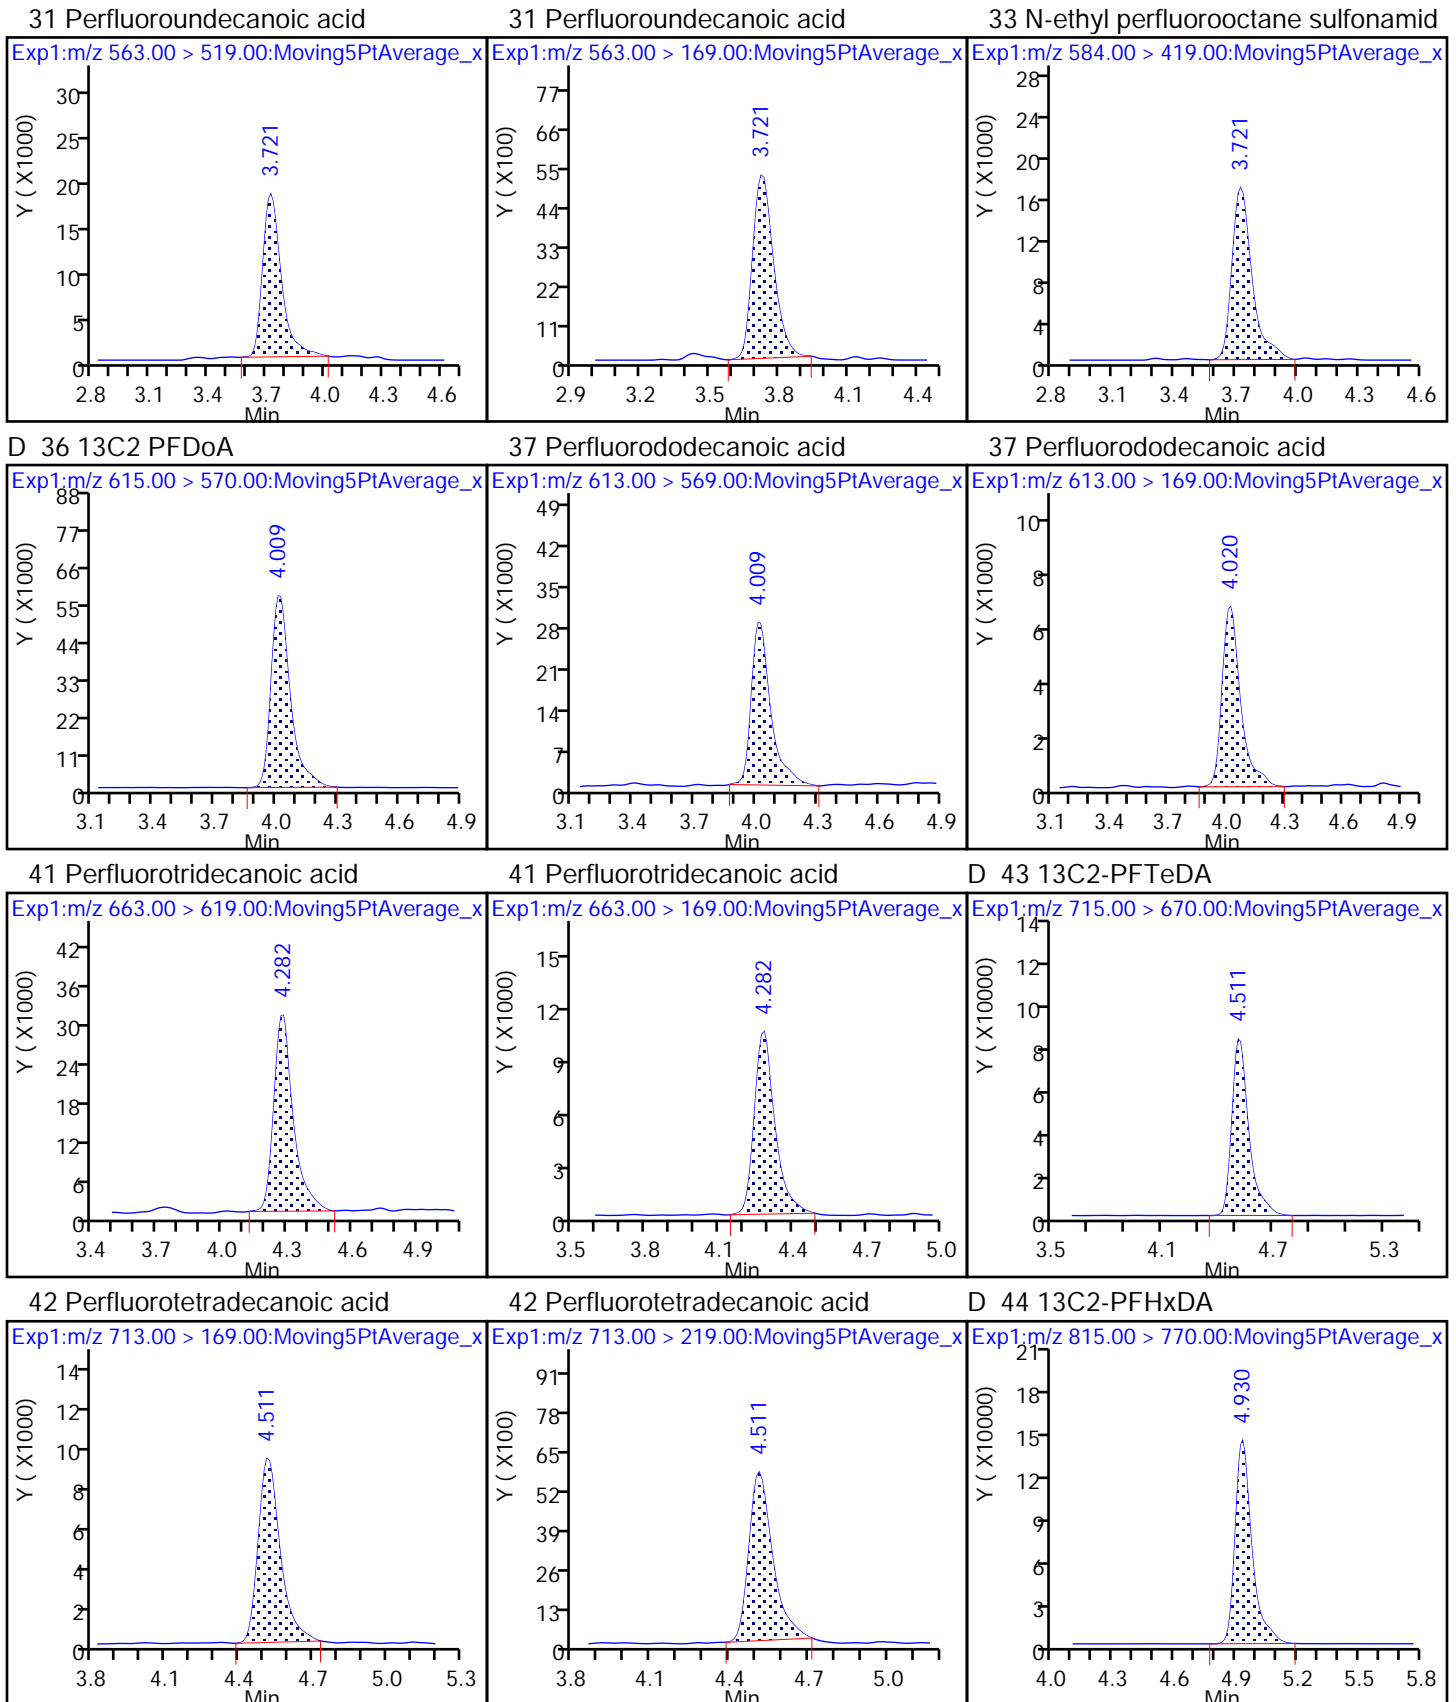 31 Perfluoroundecanoic acid
Exp1:m/z 563.00 > 519.00:Moving5PtAverage_x
Y ( X1000)
30
25
20
15
10
5
0
3.721
2.8 3.1 3.4 3.7 4.0 4.3 4.6
Min
31 Perfluoroundecanoic acid
Exp1:m/z 563.00 > 169.00:Moving5PtAverage_x
Y ( X100)
77
66
55
44
33
22
11
0
3.721
2.9 3.2 3.5 3.8 4.1 4.4
Min
33 N-ethyl perfluorooctane sulfonamid
Exp1:m/z 584.00 > 419.00:Moving5PtAverage_x
Y ( X1000)
28
24
20
16
12
8
4
0
3.721
2.8 3.1 3.4 3.7 4.0 4.3 4.6
Min
D 36 13C2 PFDoA
Exp1:m/z 615.00 > 570.00:Moving5PtAverage_x
Y ( X1000)
88
77
66
55
44
33
22
11
0
4.009
3.1 3.4 3.7 4.0 4.3 4.6 4.9
Min
37 Perfluorododecanoic acid
Exp1:m/z 613.00 > 569.00:Moving5PtAverage_x
Y ( X1000)
49
42
35
28
21
14
7
0
4.009
3.1 3.4 3.7 4.0 4.3 4.6 4.9
Min
37 Perfluorododecanoic acid
Exp1:m/z 613.00 > 169.00:Moving5PtAverage_x
Y ( X1000)
10
8
6
4
2
0
4.020
3.1 3.4 3.7 4.0 4.3 4.6 4.9
Min
41 Perfluorotridecanoic acid
Exp1:m/z 663.00 > 619.00:Moving5PtAverage_x
Y ( X1000)
42
36
30
24
18
12
6
0
4.282
3.4 3.7 4.0 4.3 4.6 4.9
Min
41 Perfluorotridecanoic acid
Exp1:m/z 663.00 > 169.00:Moving5PtAverage_x
Y ( X1000)
15
12
9
6
3
0
4.282
3.5 3.8 4.1 4.4 4.7 5.0
Min
D 43 13C2-PFTeDA
Exp1:m/z 715.00 > 670.00:Moving5PtAverage_x
Y ( X10000)
14
12
10
8
6
4
2
0
4.511
3.5 4.1 4.7 5.3
Min
42 Perfluorotetradecanoic acid
Exp1:m/z 713.00 > 169.00:Moving5PtAverage_x
Y ( X1000)
14
12
10
8
6
4
2
0
4.511
3.8 4.1 4.4 4.7 5.0 5.3
Min
42 Perfluorotetradecanoic acid
Exp1:m/z 713.00 > 219.00:Moving5PtAverage_x
Y ( X100)
91
78
65
52
39
26
13
0
4.511
3.8 4.1 4.4 4.7 5.0
Min
D 44 13C2-PFHxDA
Exp1:m/z 815.00 > 770.00:Moving5PtAverage_x
Y ( X10000)
21
18
15
12
9
6
3
0
4.930
4.0 4.3 4.6 4.9 5.2 5.5 5.8
Min